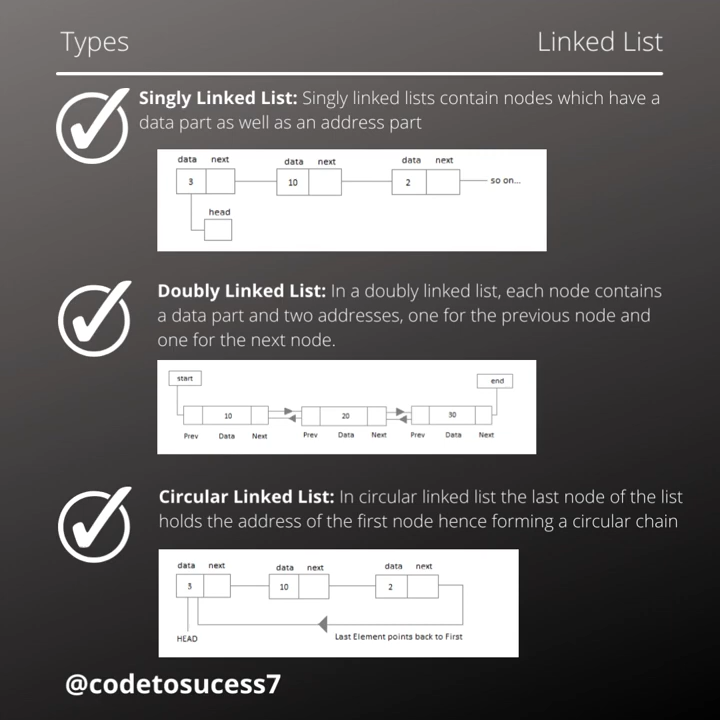 Types
Linked List
Singly Linked List: Singly linked lists contain nodes which have a
data part as well as an address part
data next data next data next
3 10 2 so on...
head
Doubly Linked List: In a doubly linked list, each node contains
a data part and two addresses, one for the previous node and
one for the next node.
start end
10 20 30
Prev Data Next Prev Data Next Prev Data Next
Circular Linked List: In circular linked list the last node of the list
holds the address of the first node hence forming a circular chain
data next data next data next
3 10 2
HEAD Last Element points back to First
@codetosucess7